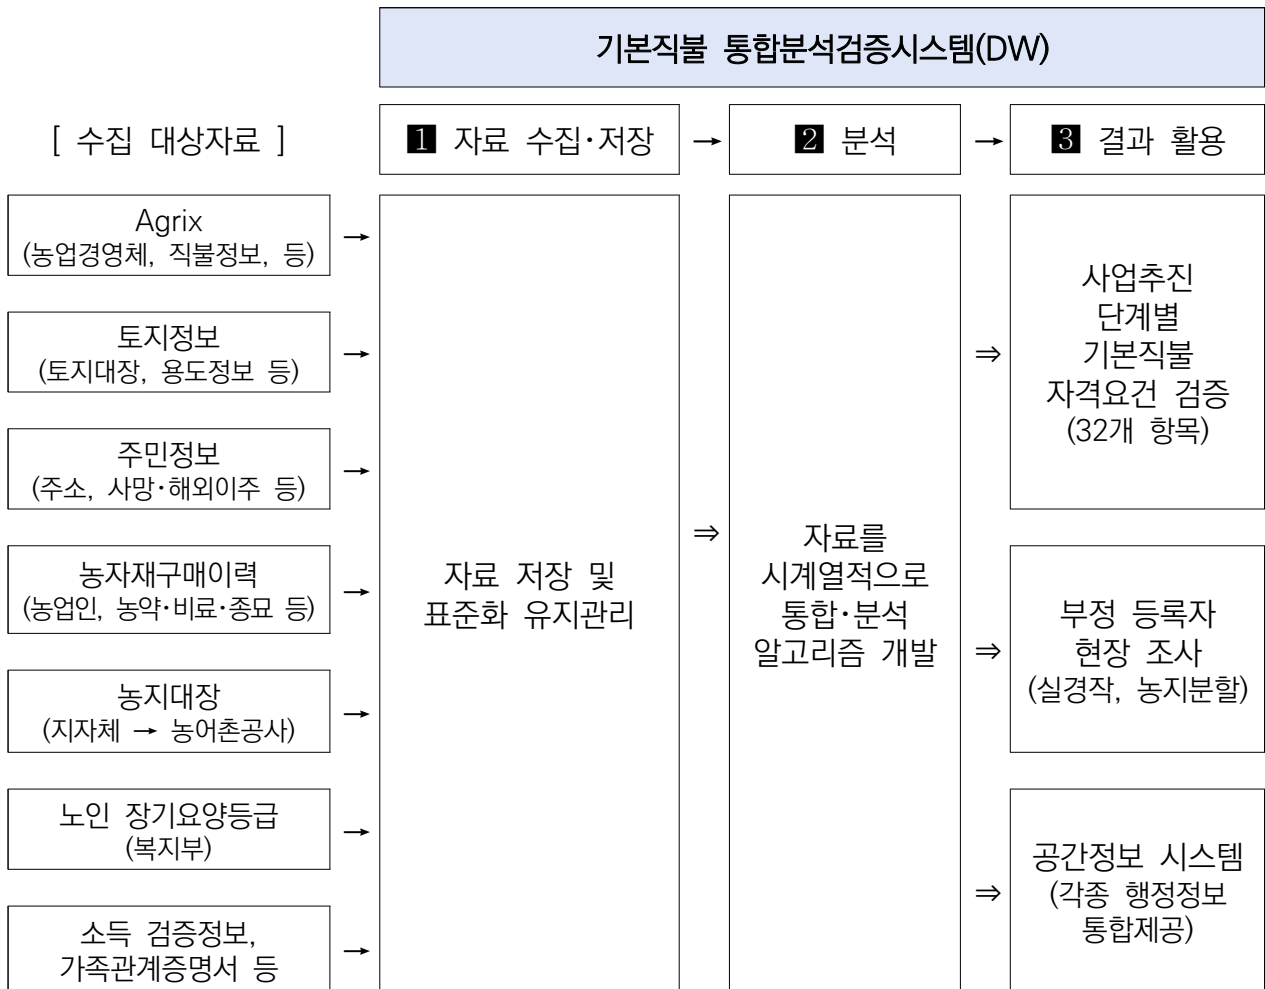 기본직불 통합분석검증시스템(DW)
[ 수집 대상자료 ]
1 자료 수집·저장
→
2 분석
→
3 결과 활용
Agrix
(농업경영체, 직불정보, 등)
→
토지정보
(토지대장, 용도정보 등)
→
주민정보
(주소, 사망·해외이주 등)
→
농자재구매이력
(농업인, 농약·비료·종묘 등)
→
농지대장
(지자체 → 농어촌공사)
→
노인 장기요양등급
(복지부)
→
소득 검증정보,
가족관계증명서 등
→
자료 저장 및
표준화 유지관리
⇒
자료를
시계열적으로
통합·분석
알고리즘 개발
⇒
사업추진
단계별
기본직불
자격요건 검증
(32개 항목)
⇒
부정 등록자
현장 조사
(실경작, 농지분할)
⇒
공간정보 시스템
(각종 행정정보
통합제공)